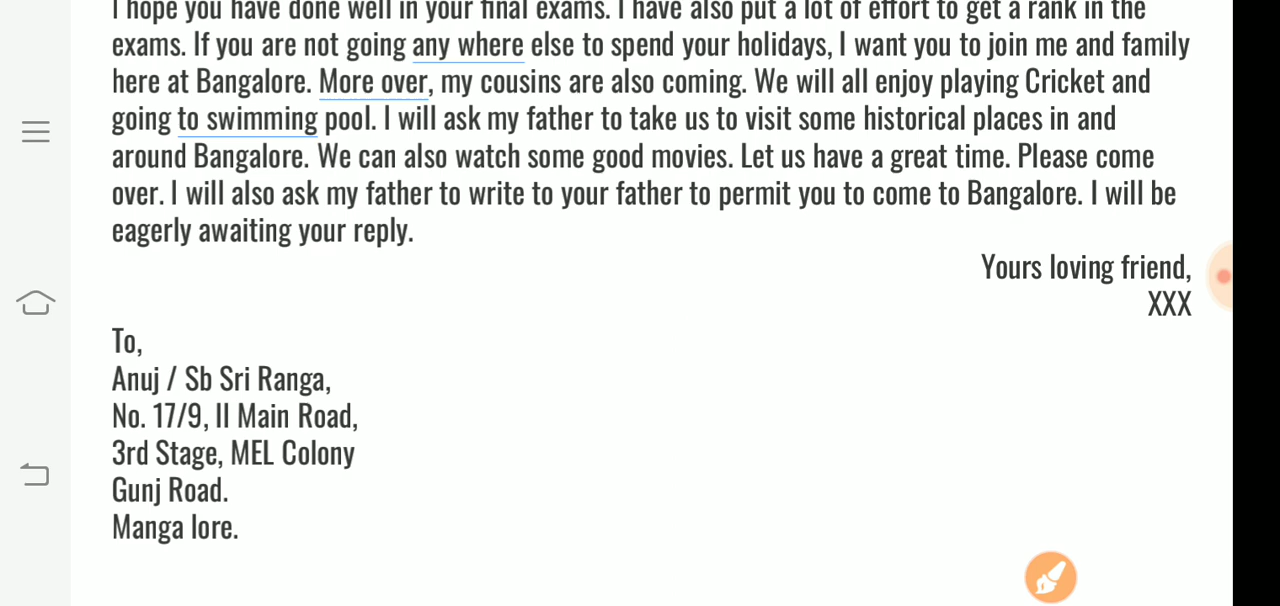 I hope you have done well in your final exams. I have also put a lot of effort to get a rank in the
exams. If you are not going any where else to spend your holidays, I want you to join me and family
here at Bangalore. More over, my cousins are also coming. We will all enjoy playing Cricket and
going to swimming pool. I will ask my father to take us to visit some historical places in and
around Bangalore. We can also watch some good movies. Let us have a great time. Please come
over. I will also ask my father to write to your father to permit you to come to Bangalore. I will be
eagerly awaiting your reply.
Yours loving friend,
XXX
To,
Anuj / Sb Sri Ranga,
No. 17/9, II Main Road,
3rd Stage, MEL Colony
Gunj Road.
Manga lore.